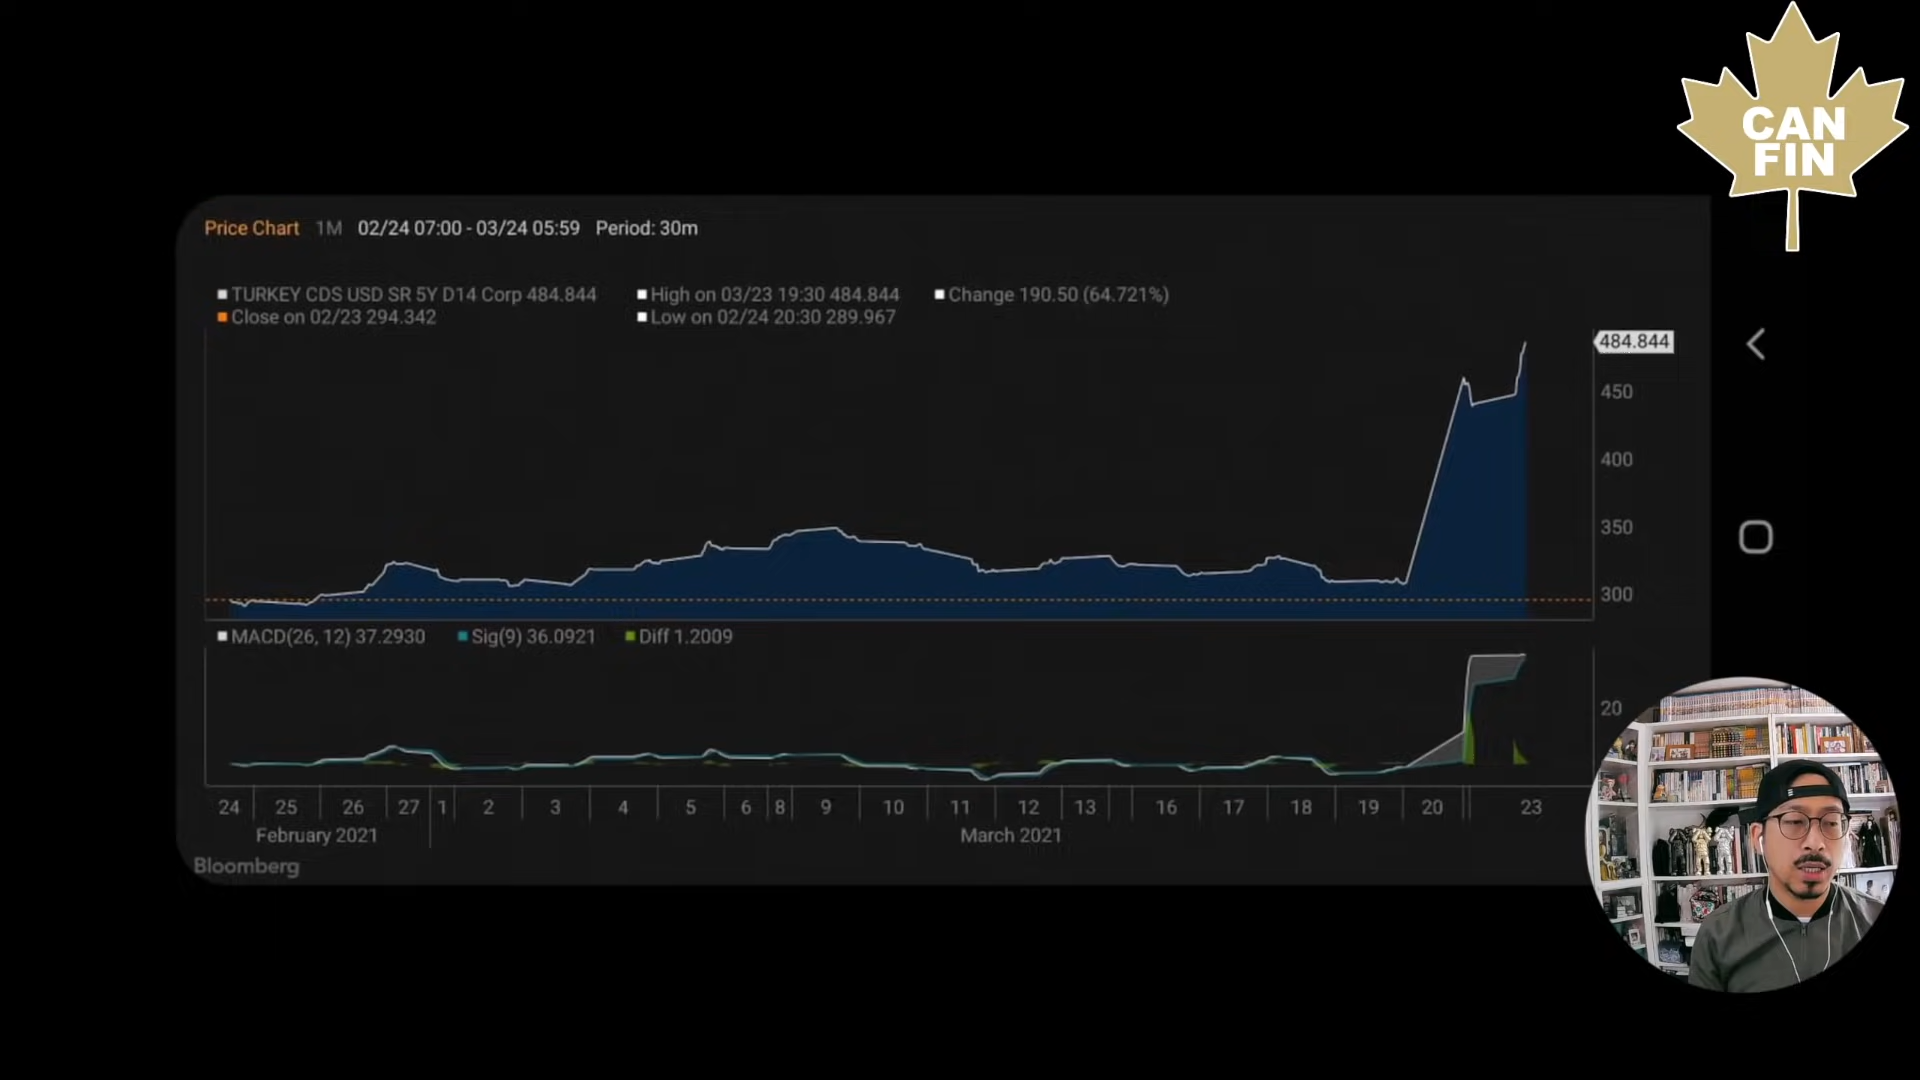 CAN
FIN
Price Chart 1M 02/24 07:00 - 03/24 05:59 Period: 30m
TURKEY CDS USD SR 5Y D14 Corp 484.844 High on 03/23 19:30 484.844 Change 190.50 (64.721%)
Close on 02/23 294.342 Low on 02/24 20:30 289.967
484.844
450
400
350
300
MACD(26, 12) 37.2930 Sig(9) 36.0921 Diff 1.2009
20
24 25 26 27 1 2 3 4 5 6 8 9 10 11 12 13 16 17 18 19 20 23
February 2021 March 2021
Bloomberg